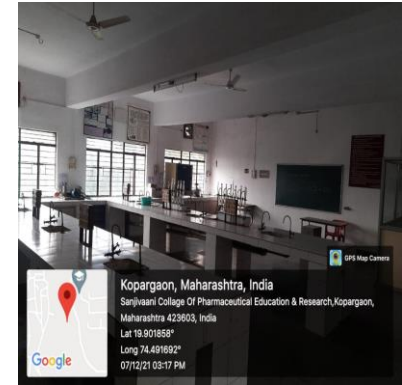 GPS Map Camera
Kopargaon, Maharashtra, India
Sanjivaani Collage Of Pharmaceutical Education & Research,Kopargaon,
Maharashtra 423603, India
Lat 19.901858°
Long 74.491692°
07/12/21 03:17 PM
Google